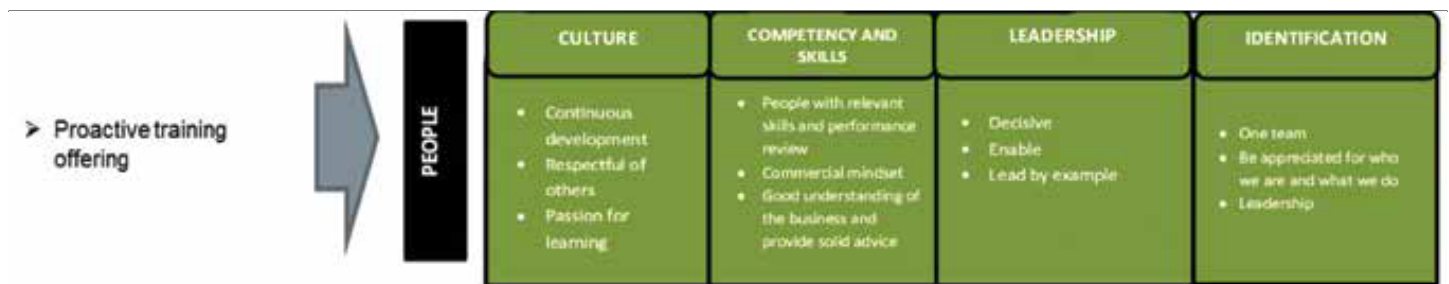 ➢ Proactive training
offering
PEOPLE
CULTURE
• Continuous
development
• Respectful of
others
• Passion for
learning
COMPETENCY AND
SKILLS
• People with relevant
skills and performance
review
• Commercial mindset
• Good understanding of
the business and
provide solid advice
LEADERSHIP
• Decisive
• Enable
• Lead by example
IDENTIFICATION
• One team
• Be appreciated for who
we are and what we do
• Leadership